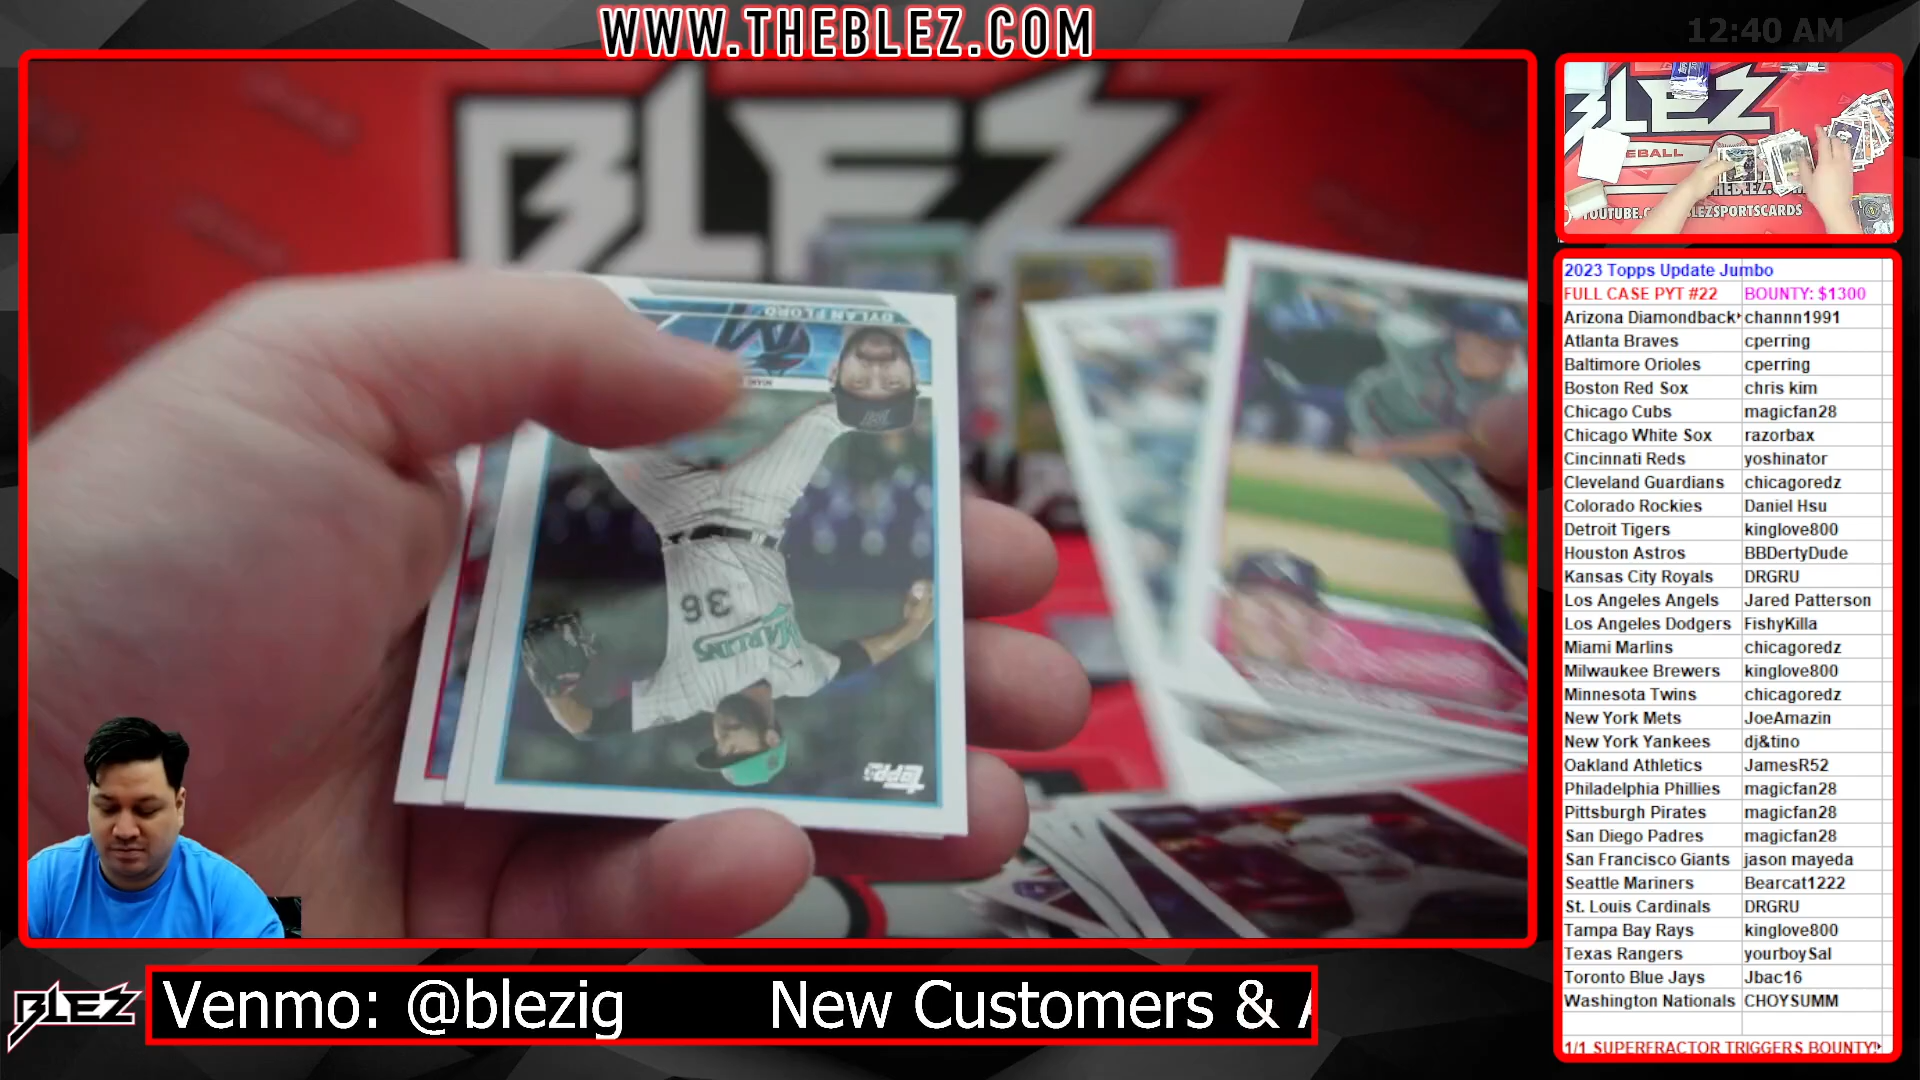 WWW.THEBLEZ.COM
12:40 AM
BLEZ
DYLAN FLORO
36
MARLINS
Topps
BLEZ
EBALL
THEBLEZ.
YOUTUBE.C
LEZSPORTSCARDS
2023 Topps Update Jumbo
FULL CASE PYT #22 BOUNTY: $1300
Arizona Diamondback channn1991
Atlanta Braves cperring
Baltimore Orioles cperring
Boston Red Sox chris kim
Chicago Cubs magicfan28
Chicago White Sox razorbax
Cincinnati Reds yoshinator
Cleveland Guardians chicagoredz
Colorado Rockies Daniel Hsu
Detroit Tigers kinglove800
Houston Astros BBDertyDude
Kansas City Royals DRGRU
Los Angeles Angels Jared Patterson
Los Angeles Dodgers FishyKilla
Miami Marlins chicagoredz
Milwaukee Brewers kinglove800
Minnesota Twins chicagoredz
New York Mets JoeAmazin
New York Yankees dj&tino
Oakland Athletics JamesR52
Philadelphia Phillies magicfan28
Pittsburgh Pirates magicfan28
San Diego Padres magicfan28
San Francisco Giants jason mayeda
Seattle Mariners Bearcat1222
St. Louis Cardinals DRGRU
Tampa Bay Rays kinglove800
Texas Rangers yourboySal
Toronto Blue Jays Jbac16
Washington Nationals CHOYSUMM
1/1 SUPERFRACTOR TRIGGERS BOUNTY!
BLEZ
Venmo: @blezig New Customers &